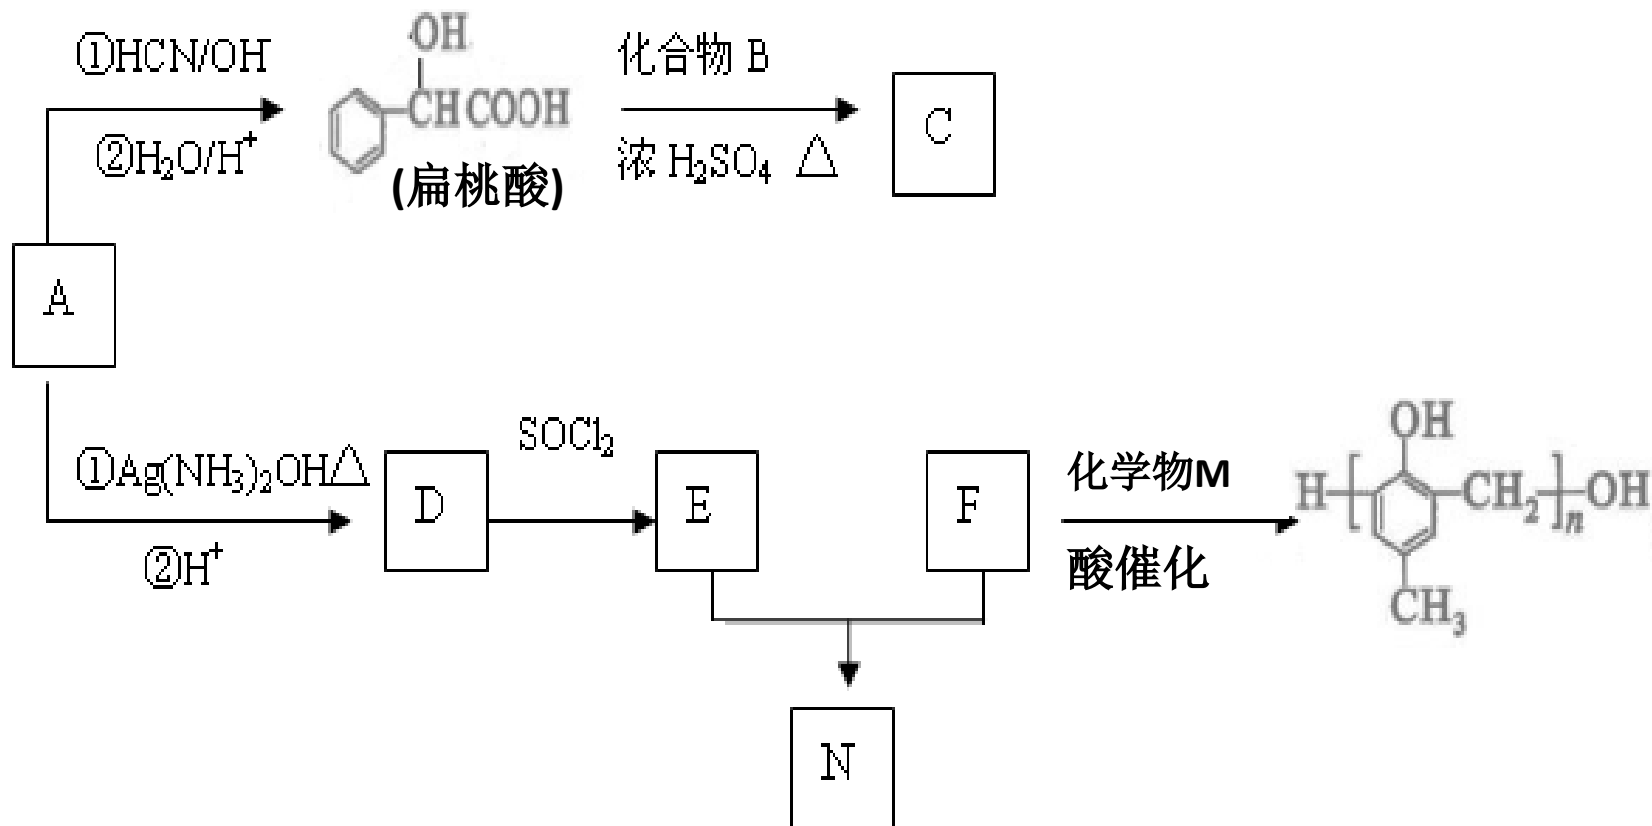 ①HCN/OH
②H₂O/H⁺
OH
CHCOOH
(扁桃酸)
化合物 B
浓 H₂SO₄ △
C
A
①Ag(NH₃)₂OH△
②H⁺
D
SOCl₂
E
F
化学物M
酸催化
OH
H[CH₂]ₙOH
CH₃
N